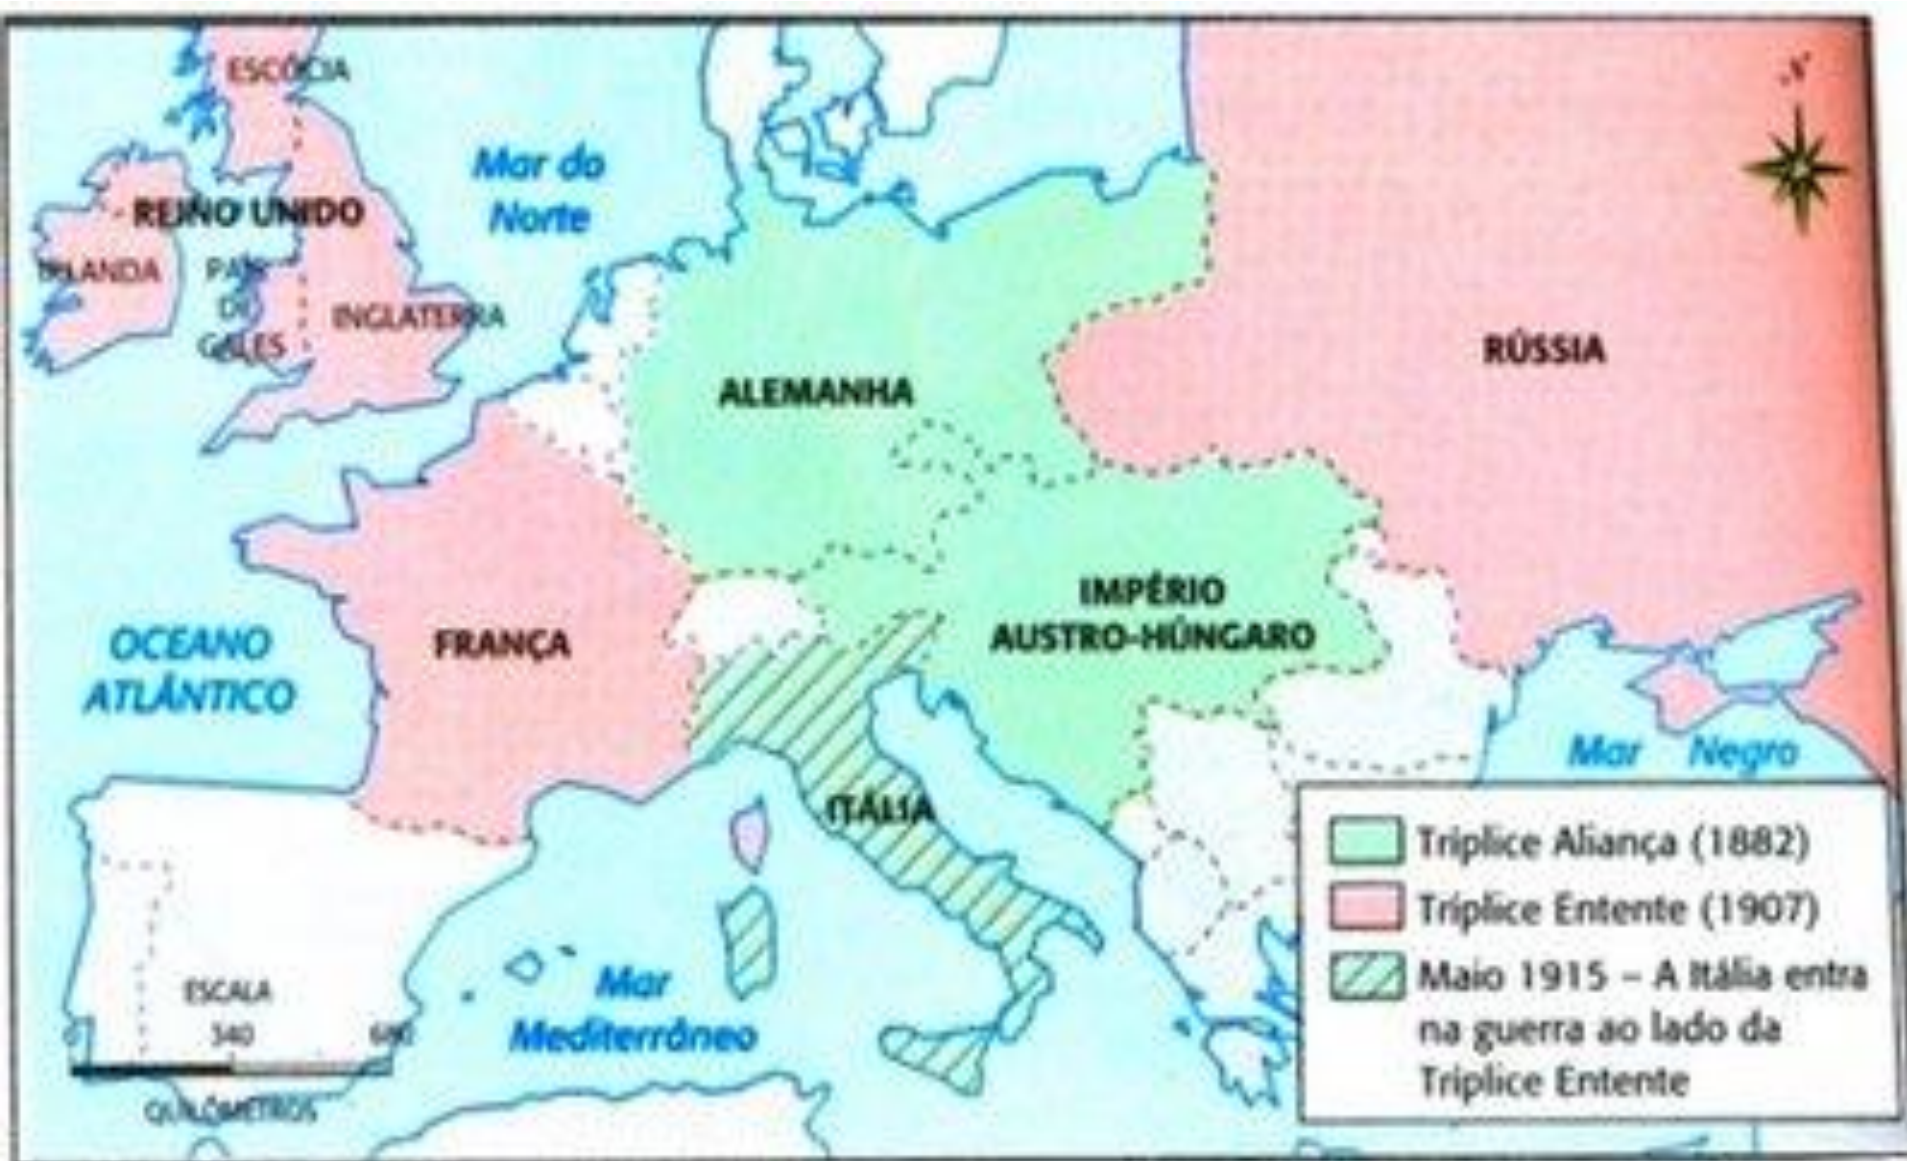 ESCÓCIA
Mar do
Norte
REINO UNIDO
IRLANDA
PAÍS
DE
GALES
INGLATERRA
RÚSSIA
ALEMANHA
IMPÉRIO
AUSTRO-HÚNGARO
OCEANO
ATLÂNTICO
FRANÇA
Mar Negro
ITÁLIA
Mar
Mediterrâneo
ESCALA
0 340 680
QUILÔMETROS
Tríplice Aliança (1882)
Tríplice Entente (1907)
Maio 1915 – A Itália entra
na guerra ao lado da
Tríplice Entente